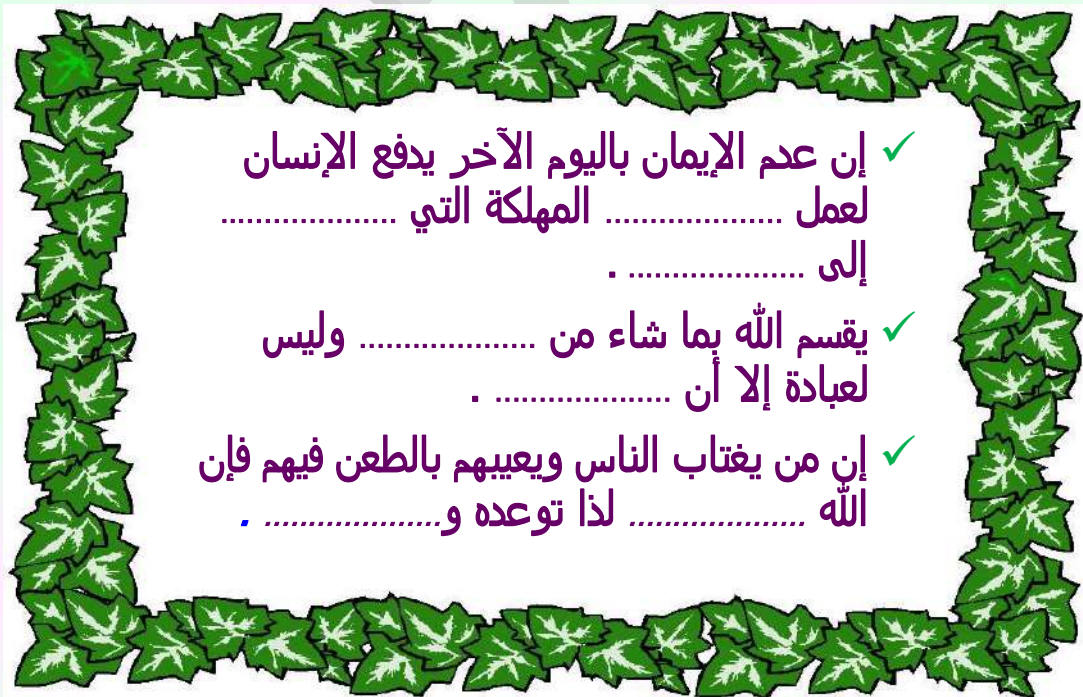 ✓ إن عدم الإيمان باليوم الآخر يدفع الإنسان
لعمل .................... المهلكة التي ....................
إلى .................... .
✓ يقسم الله بما شاء من .................... وليس
لعبادة إلا أن .................... .
✓ إن من يغتاب الناس ويعيبهم بالطعن فيهم فإن
الله .................... لذا توعده و.................... .